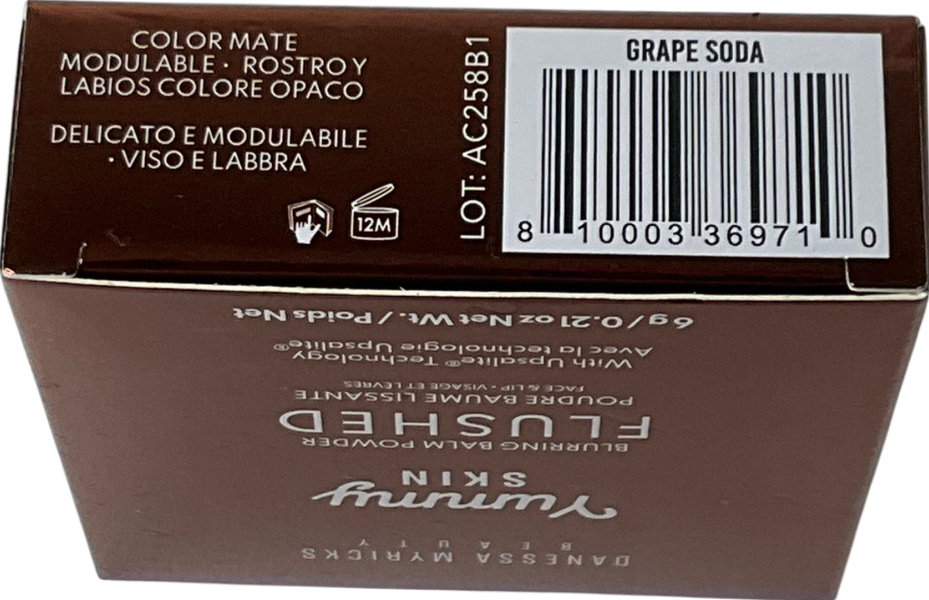 COLOR MATE
MODULABLE · ROSTRO Y
LABIOS COLORE OPACO
DELICATO E MODULABILE
· VISO E LABBRA
12M
LOT: AC258B1
GRAPE SODA
8 10003 36971 0
DANESSA MYRICKS
BEAUTY
Yummy
SKIN
BLURRING BALM POWDER
FLUSHED
POUDRE BAUME LISSANTE
FACE & LIP · VISAGE ET LÈVRES
With Upsalite® Technology
Avec la technologie Upsalite®
6g / 0.21 oz Net Wt. / Poids Net